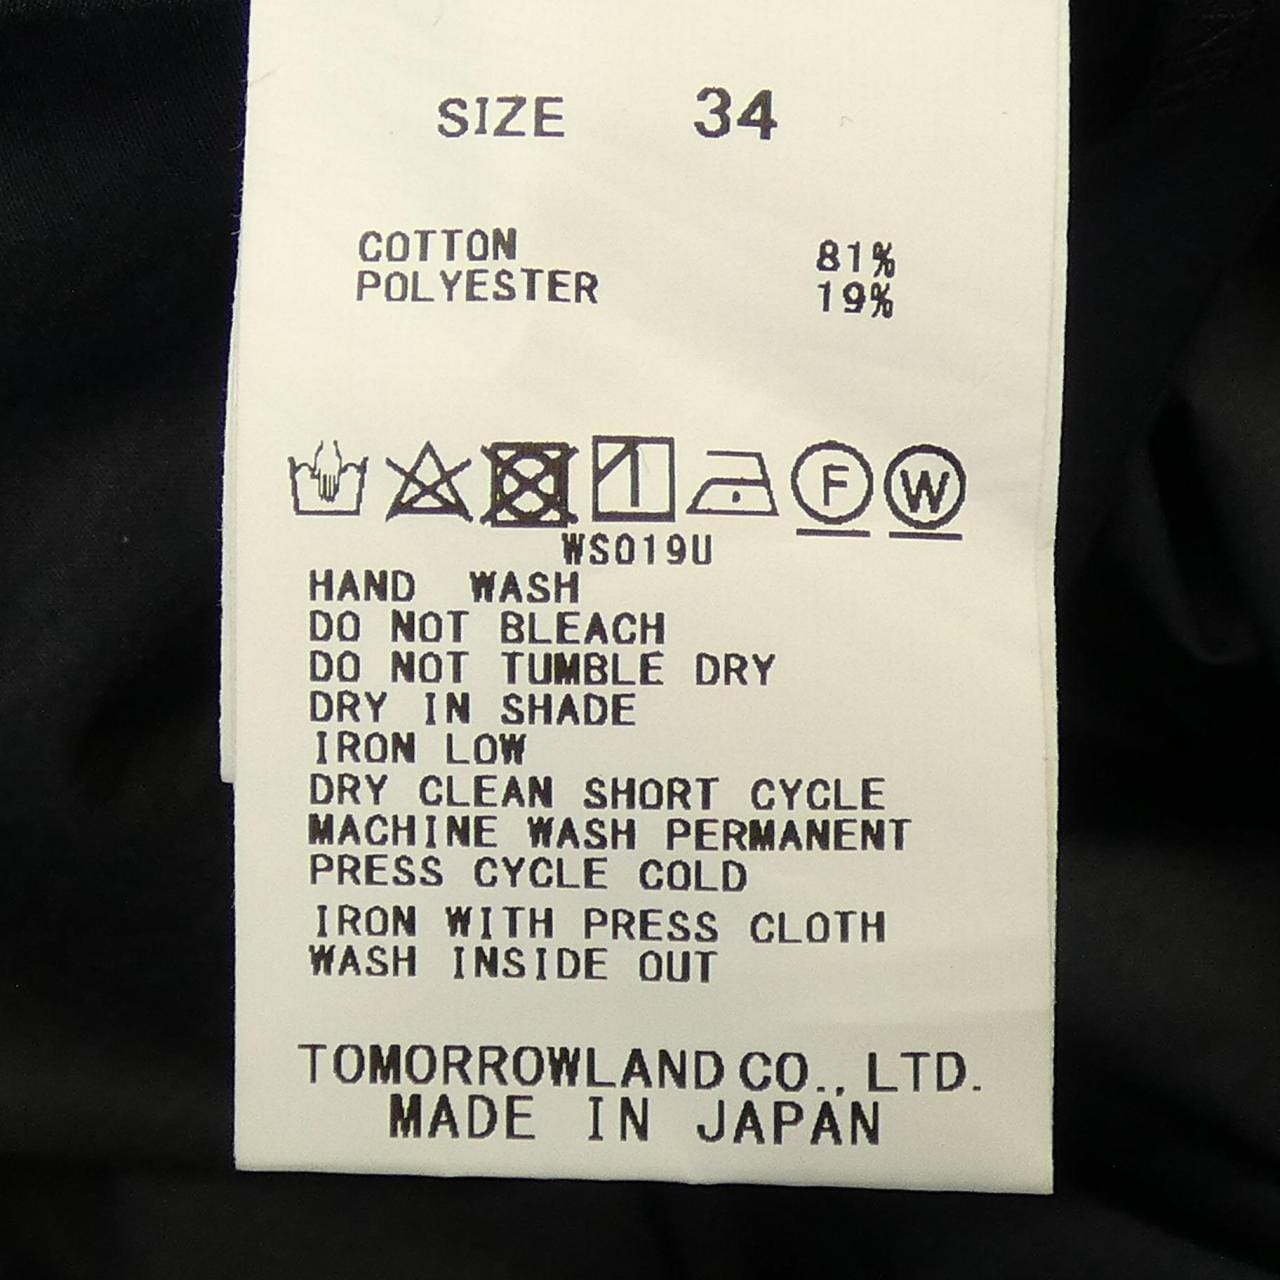 SIZE 34
COTTON 81%
POLYESTER 19%
F W
WS019U
HAND WASH
DO NOT BLEACH
DO NOT TUMBLE DRY
DRY IN SHADE
IRON LOW
DRY CLEAN SHORT CYCLE
MACHINE WASH PERMANENT
PRESS CYCLE COLD
IRON WITH PRESS CLOTH
WASH INSIDE OUT
TOMORROWLAND CO., LTD.
MADE IN JAPAN